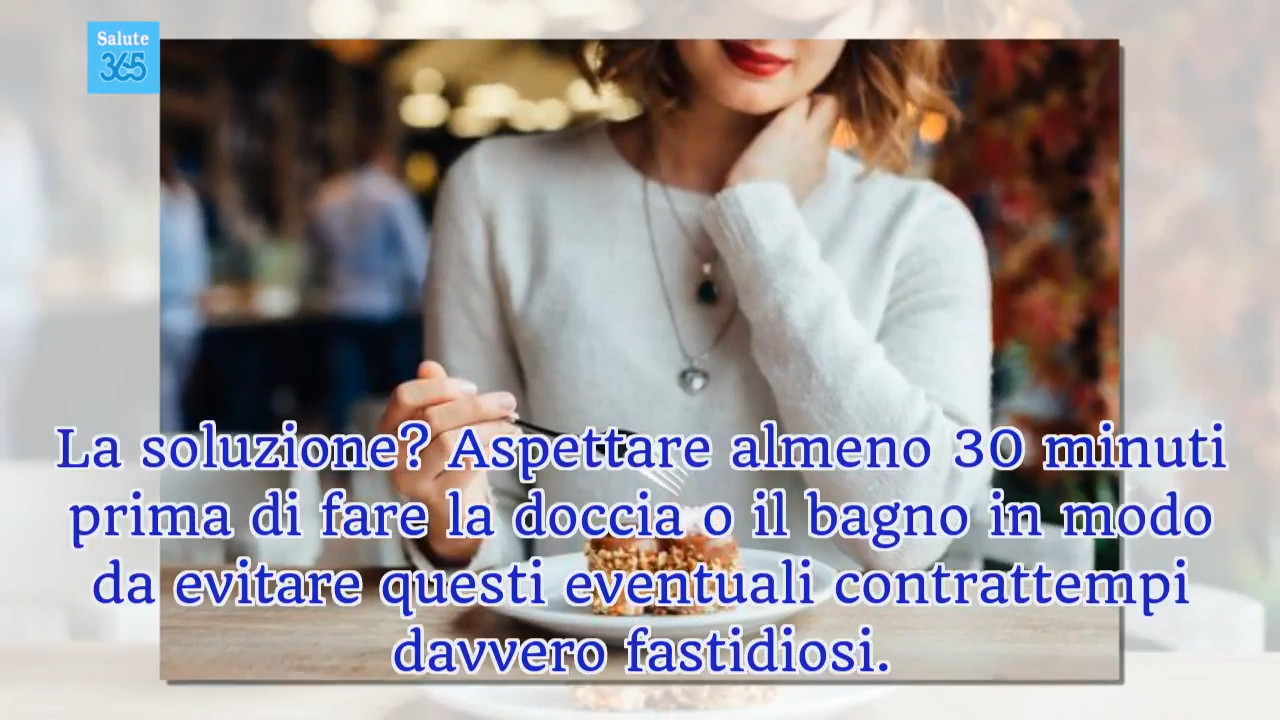 Salute
365
La soluzione? Aspettare almeno 30 minuti
prima di fare la doccia o il bagno in modo
da evitare questi eventuali contrattempi
davvero fastidiosi.